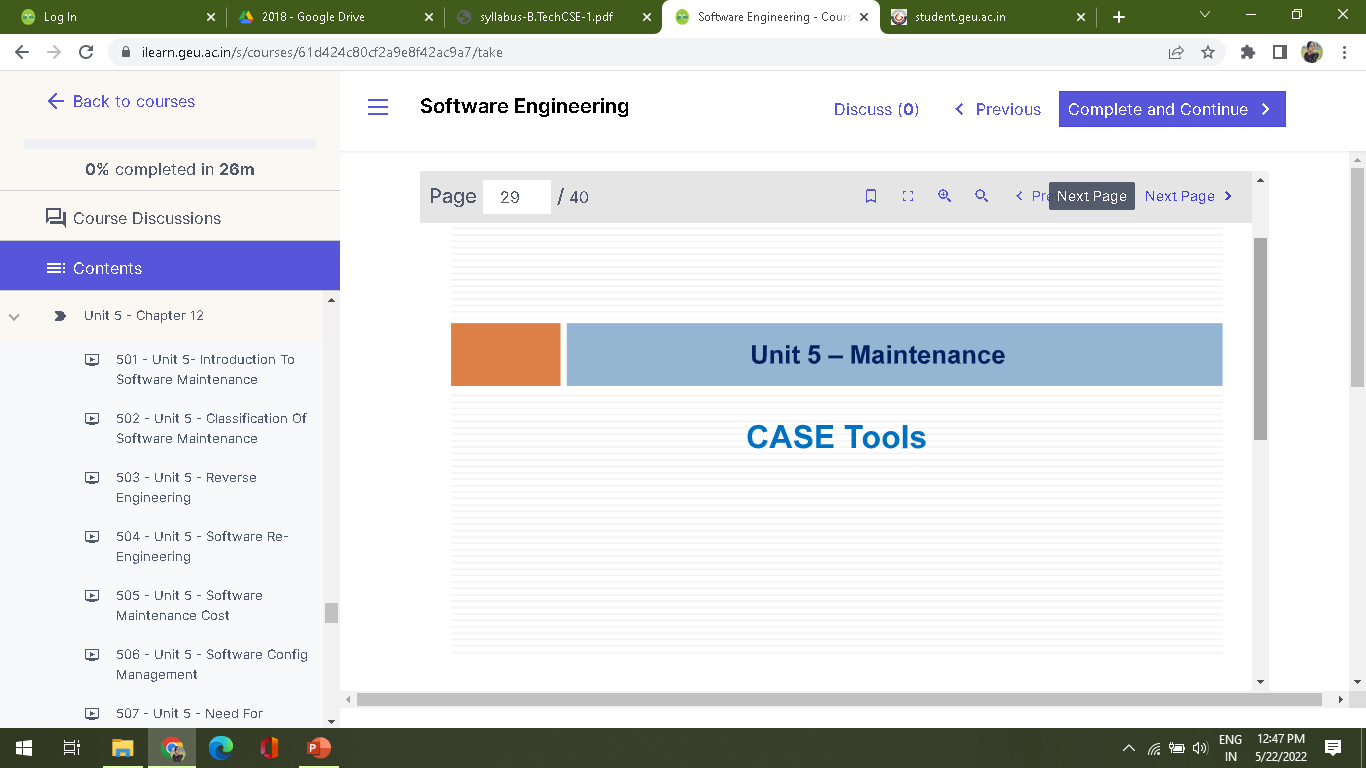 Log In
2018 - Google Drive
syllabus-B.TechCSE-1.pdf
Software Engineering - Cour
student.geu.ac.in
ilearn.geu.ac.in/s/courses/61d424c80cf2a9e8f42ac9a7/take
Back to courses
0% completed in 26m
Course Discussions
Contents
Unit 5 - Chapter 12
501 - Unit 5- Introduction To
Software Maintenance
502 - Unit 5 - Classification Of
Software Maintenance
503 - Unit 5 - Reverse
Engineering
504 - Unit 5 - Software Re-
Engineering
505 - Unit 5 - Software
Maintenance Cost
506 - Unit 5 - Software Config
Management
507 - Unit 5 - Need For
Software Engineering
Discuss (0)
Previous
Complete and Continue
Page 29 / 40
Pre
Next Page
Next Page
Unit 5 – Maintenance
CASE Tools
ENG
IN
12:47 PM
5/22/2022